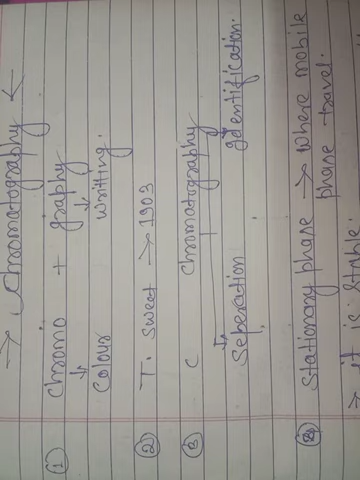 → Chromatography ←
① Chromo + graphy
Colour writting.
② T. sweet → 1903
③ C chromatography
Seperation Identification.
④ Stationary phase → where mobile
phase travel.
→ it is stable.